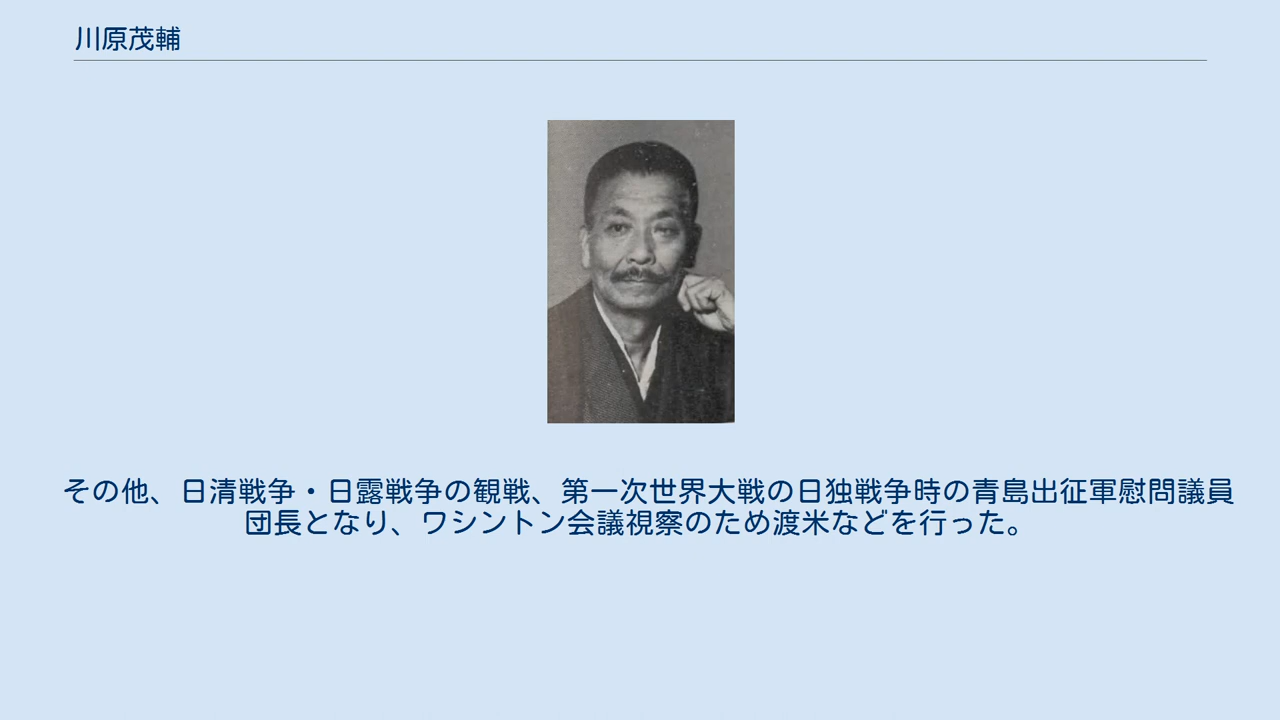 川原茂輔
その他、日清戦争・日露戦争の観戦、第一次世界大戦の日独戦争時の青島出征軍慰問議員
団長となり、ワシントン会議視察のため渡米などを行った。